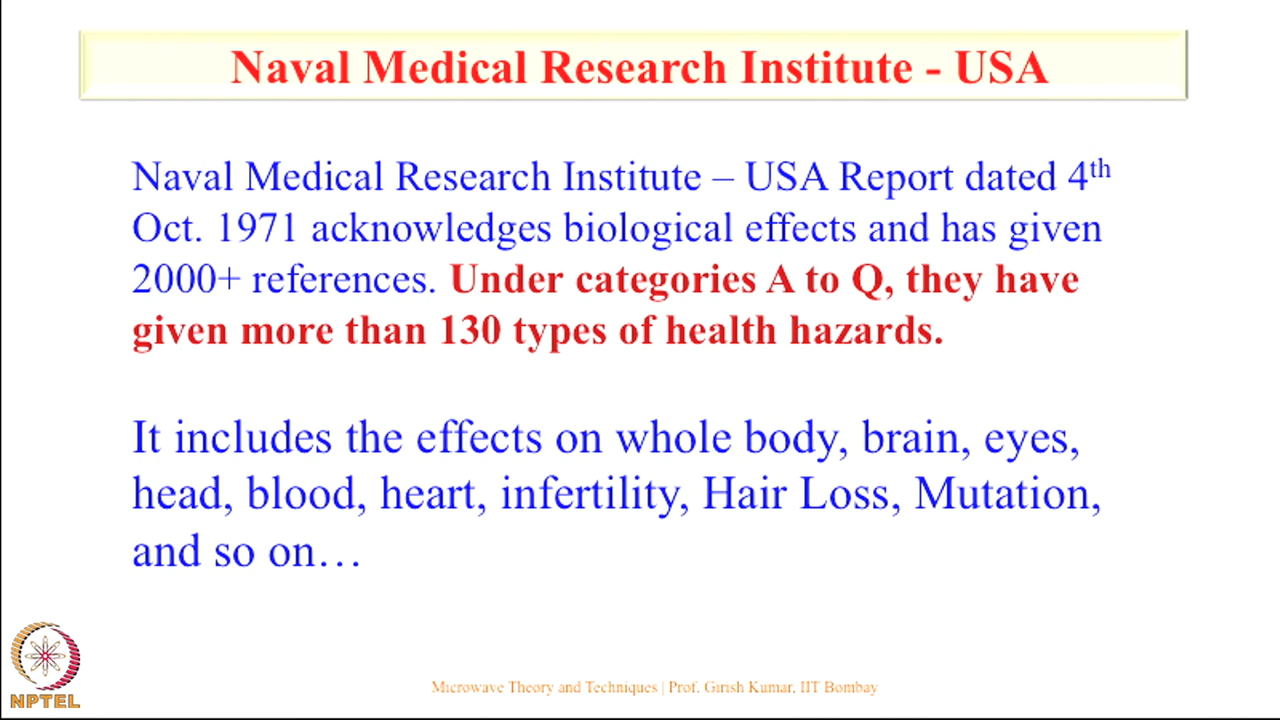 Naval Medical Research Institute - USA
Naval Medical Research Institute – USA Report dated 4th
Oct. 1971 acknowledges biological effects and has given
2000+ references. Under categories A to Q, they have
given more than 130 types of health hazards.
It includes the effects on whole body, brain, eyes,
head, blood, heart, infertility, Hair Loss, Mutation,
and so on…
NPTEL
Microwave Theory and Techniques | Prof. Girish Kumar, IIT Bombay